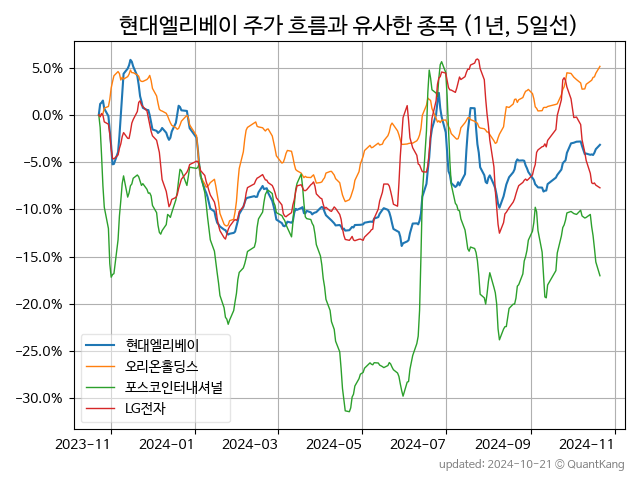 현대엘리베이 주가 흐름과 유사한 종목 (1년, 5일선)
5.0%
0.0%
−5.0%
−10.0%
−15.0%
−20.0%
−25.0%
−30.0%
현대엘리베이
오리온홀딩스
포스코인터내셔널
LG전자
2023-11 2024-01 2024-03 2024-05 2024-07 2024-09 2024-11
updated: 2024-10-21 © QuantKang